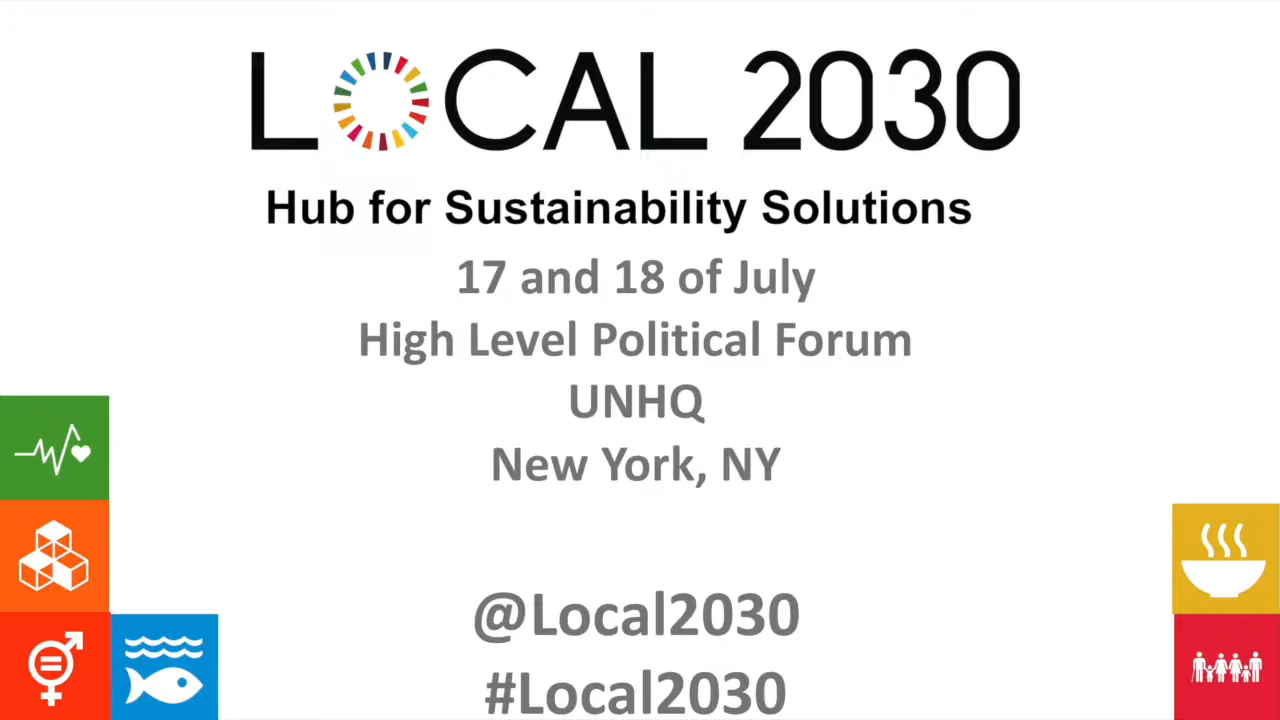 LOCAL 2030
Hub for Sustainability Solutions
17 and 18 of July
High Level Political Forum
UNHQ
New York, NY
@Local2030
#Local2030